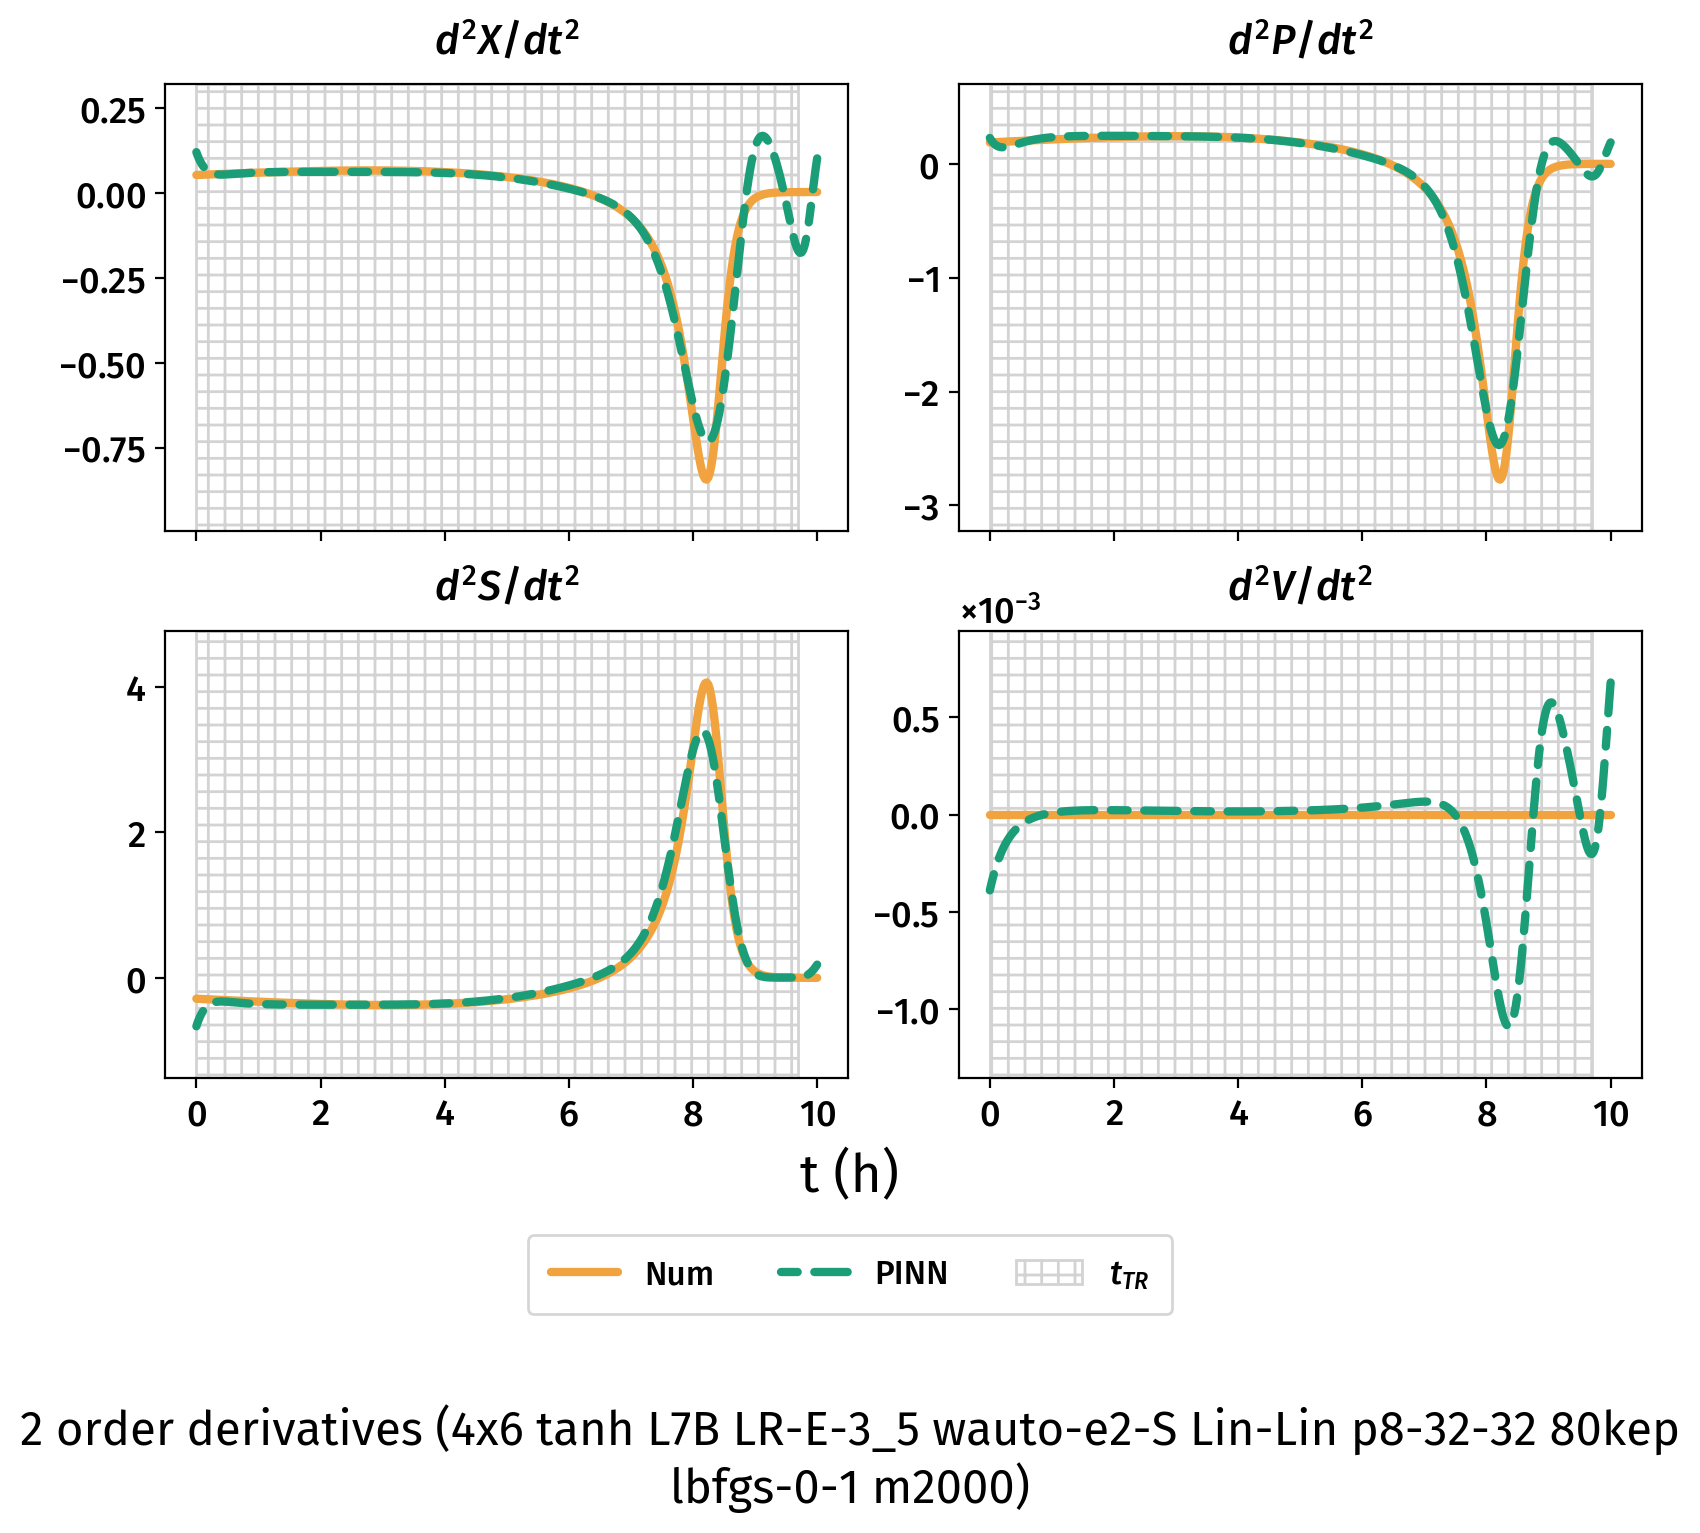 d²X/dt²
d²P/dt²
0.25
0.00
−0.25
−0.50
−0.75
0
−1
−2
−3
d²S/dt²
d²V/dt²
×10⁻³
4
2
0
0.5
0.0
−0.5
−1.0
0 2 4 6 8 10
0 2 4 6 8 10
t (h)
Num PINN t_TR
2 order derivatives (4x6 tanh L7B LR-E-3_5 wauto-e2-S Lin-Lin p8-32-32 80kep
lbfgs-0-1 m2000)